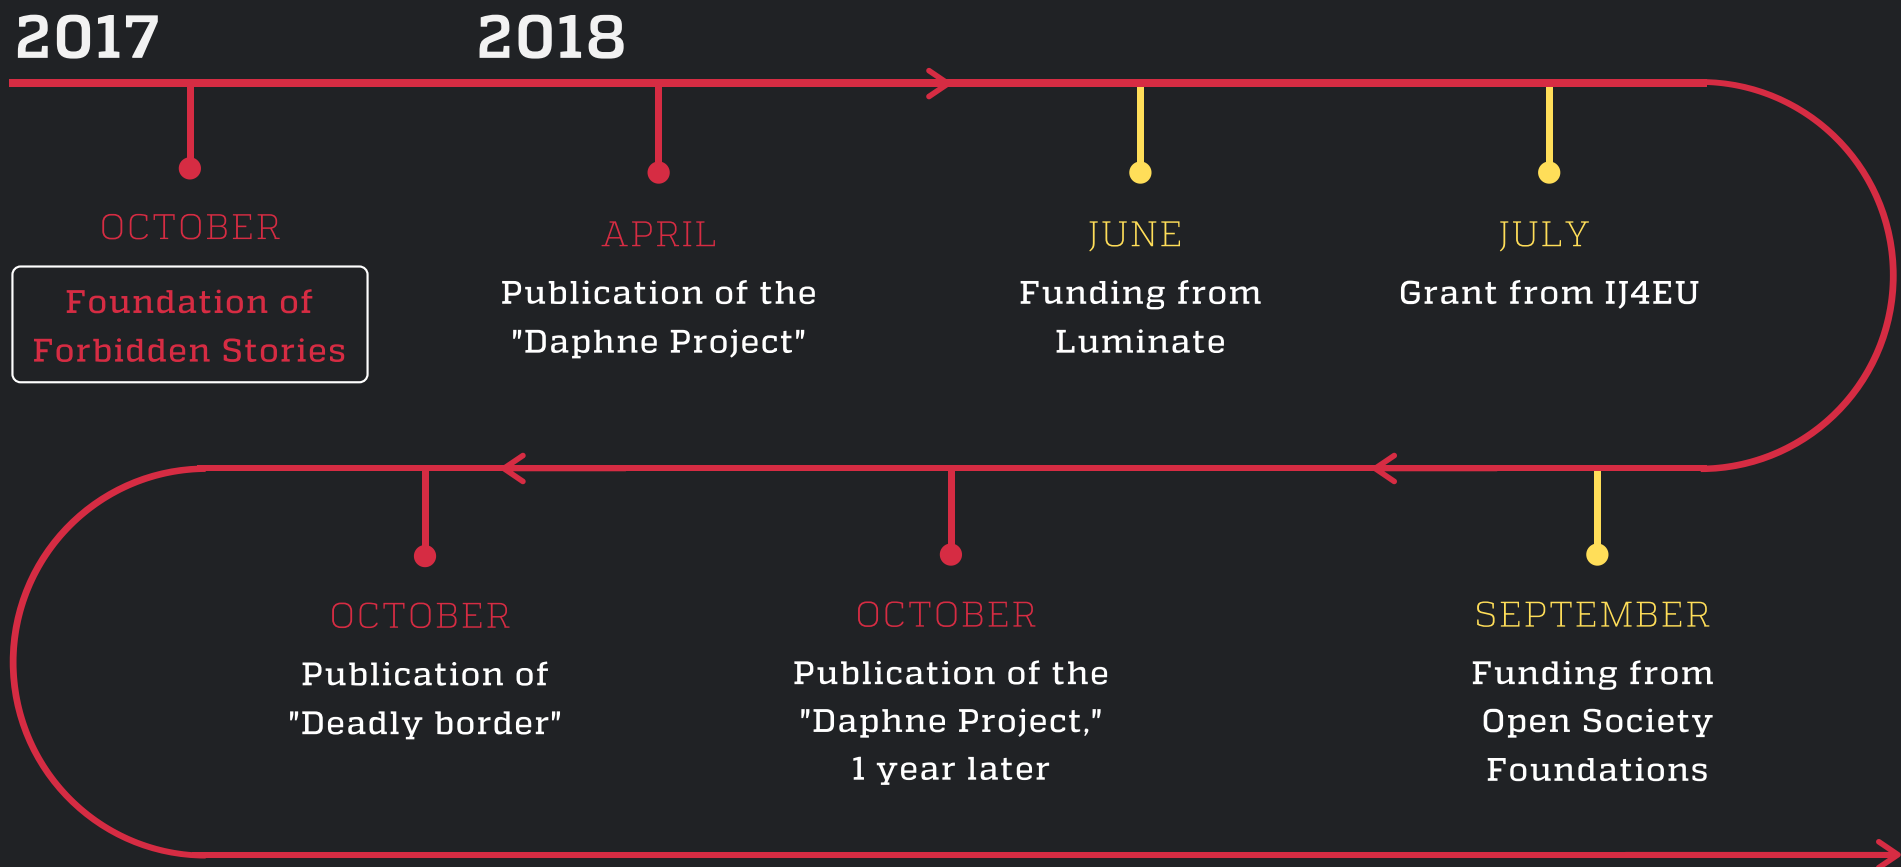 2017
2018
OCTOBER
Foundation of
Forbidden Stories
APRIL
Publication of the
"Daphne Project"
JUNE
Funding from
Luminate
JULY
Grant from IJ4EU
SEPTEMBER
Funding from
Open Society
Foundations
OCTOBER
Publication of the
"Daphne Project,"
1 year later
OCTOBER
Publication of
"Deadly border"